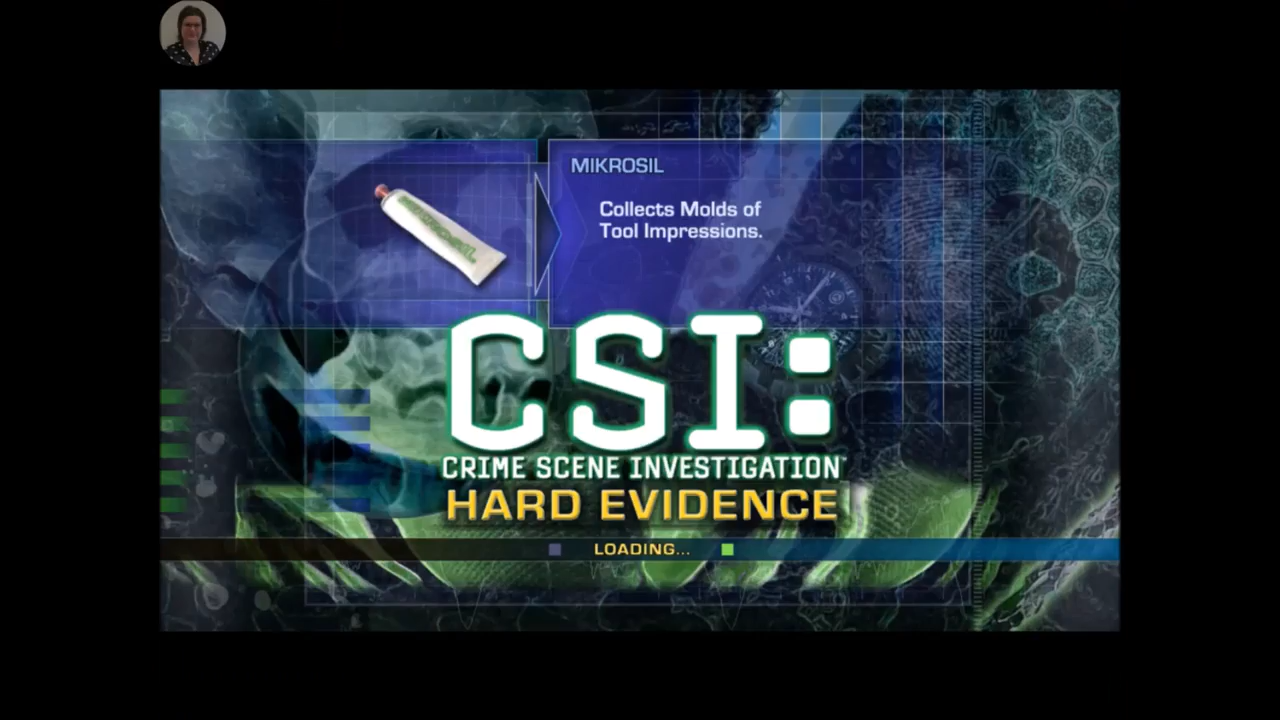 MIKROSIL
Collects Molds of
Tool Impressions.
CSI:
CRIME SCENE INVESTIGATION
HARD EVIDENCE
LOADING...